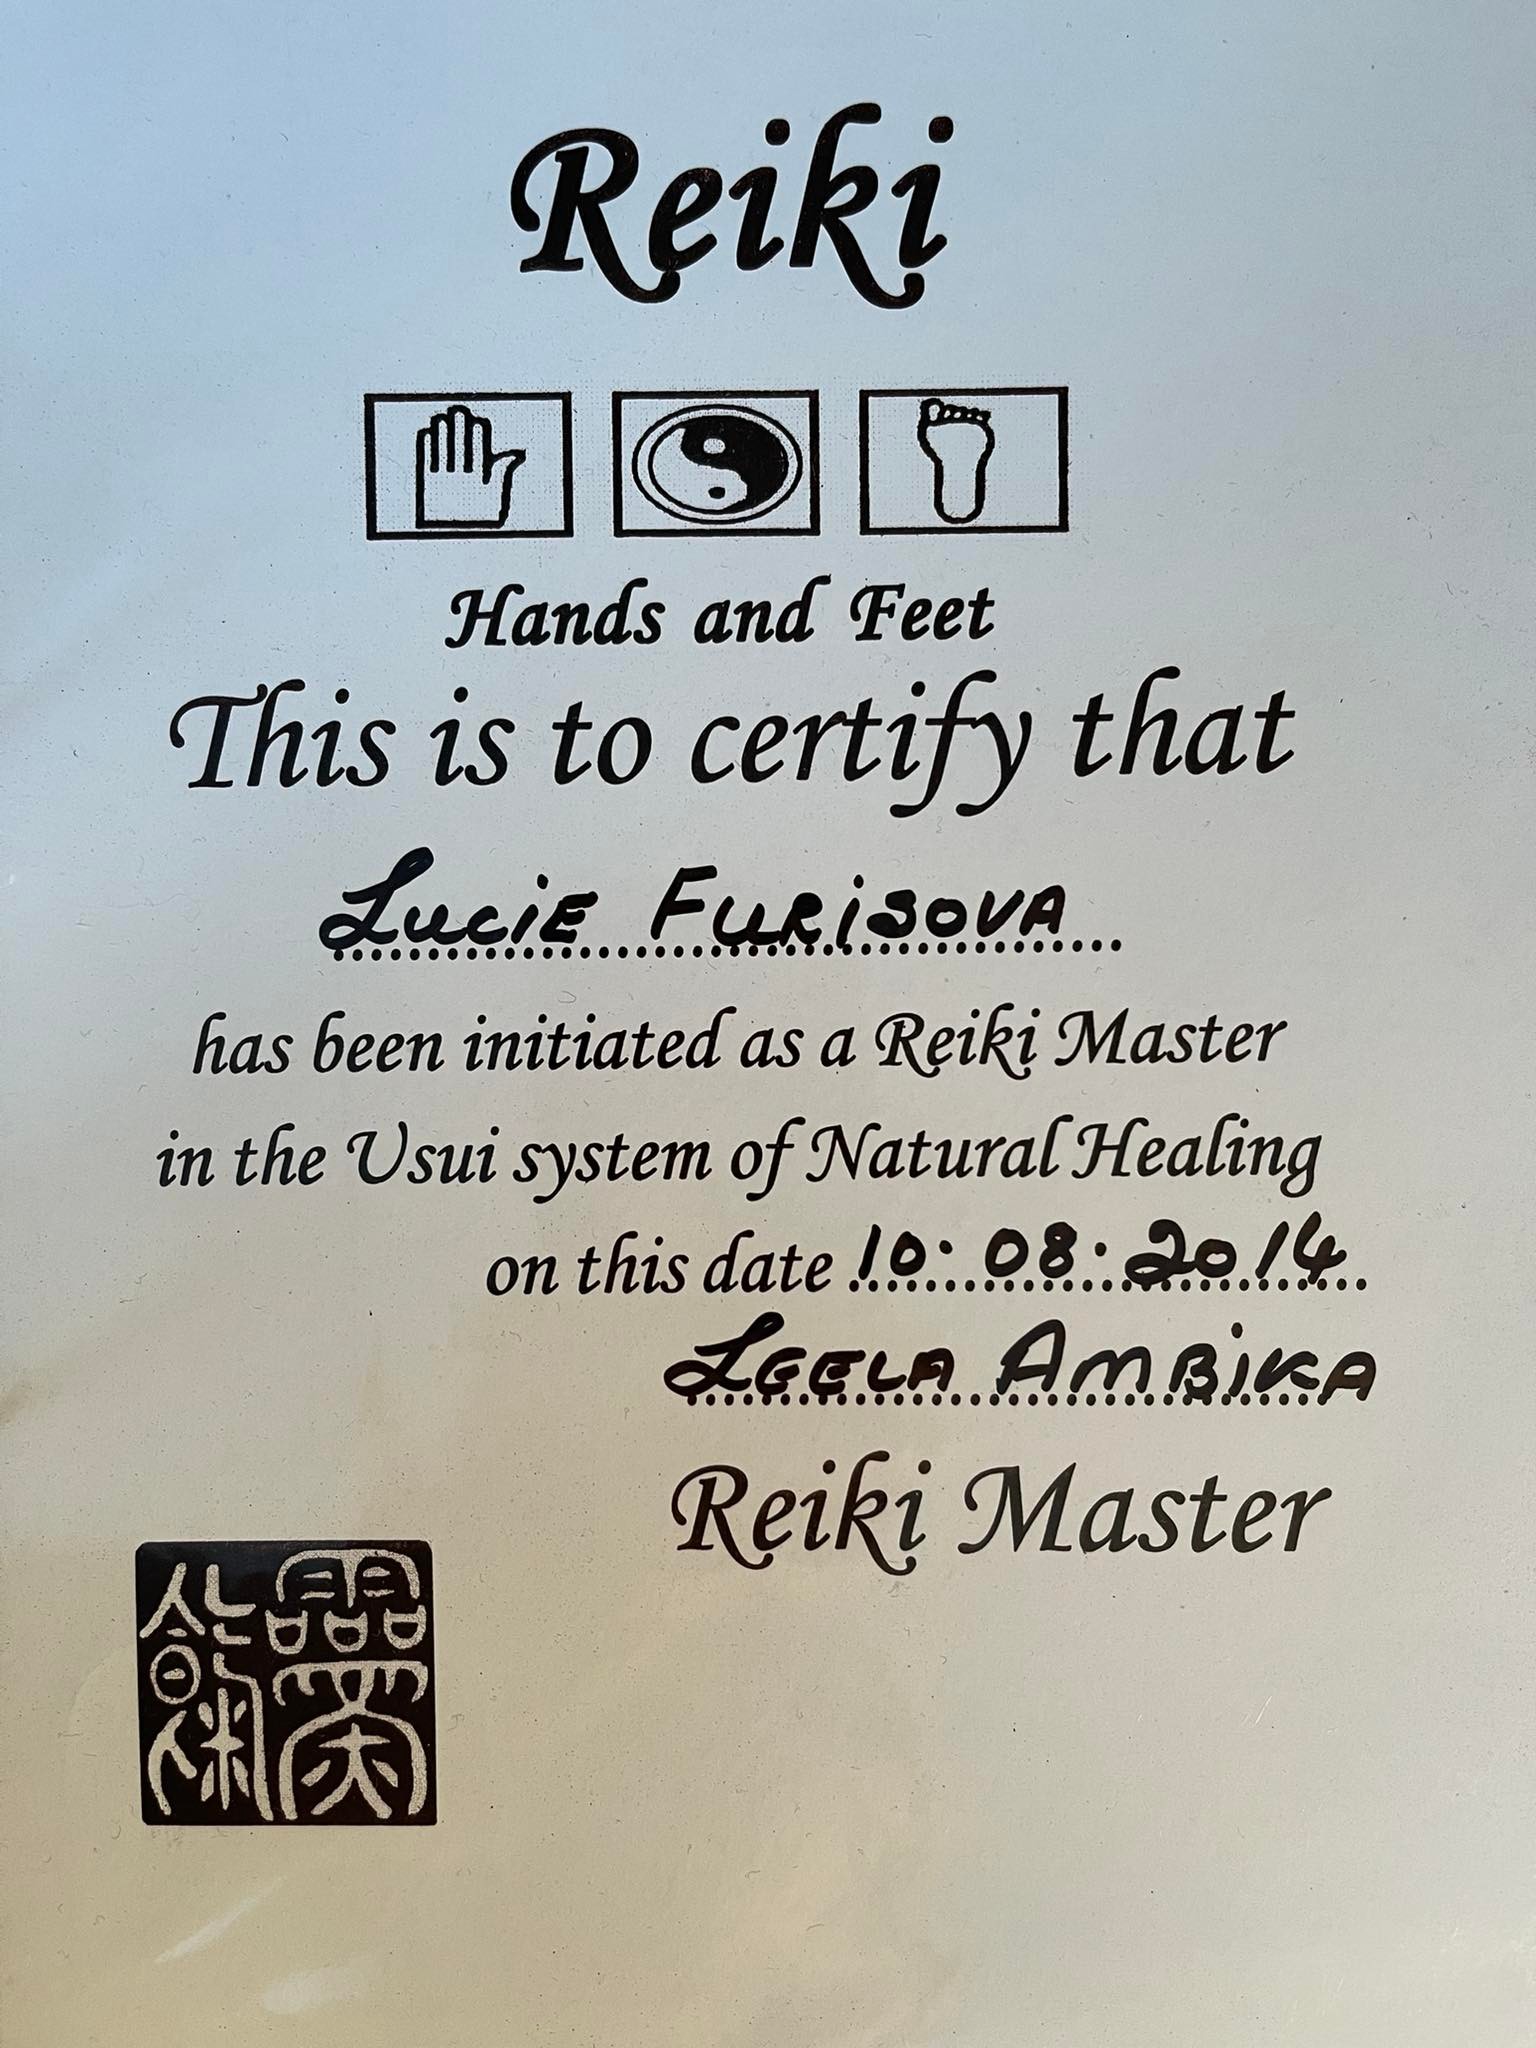 Reiki
Hands and Feet
This is to certify that
Lucie Furisova
has been initiated as a Reiki Master
in the Usui system of Natural Healing
on this date 10.08.2014
Leela Ambika
Reiki Master